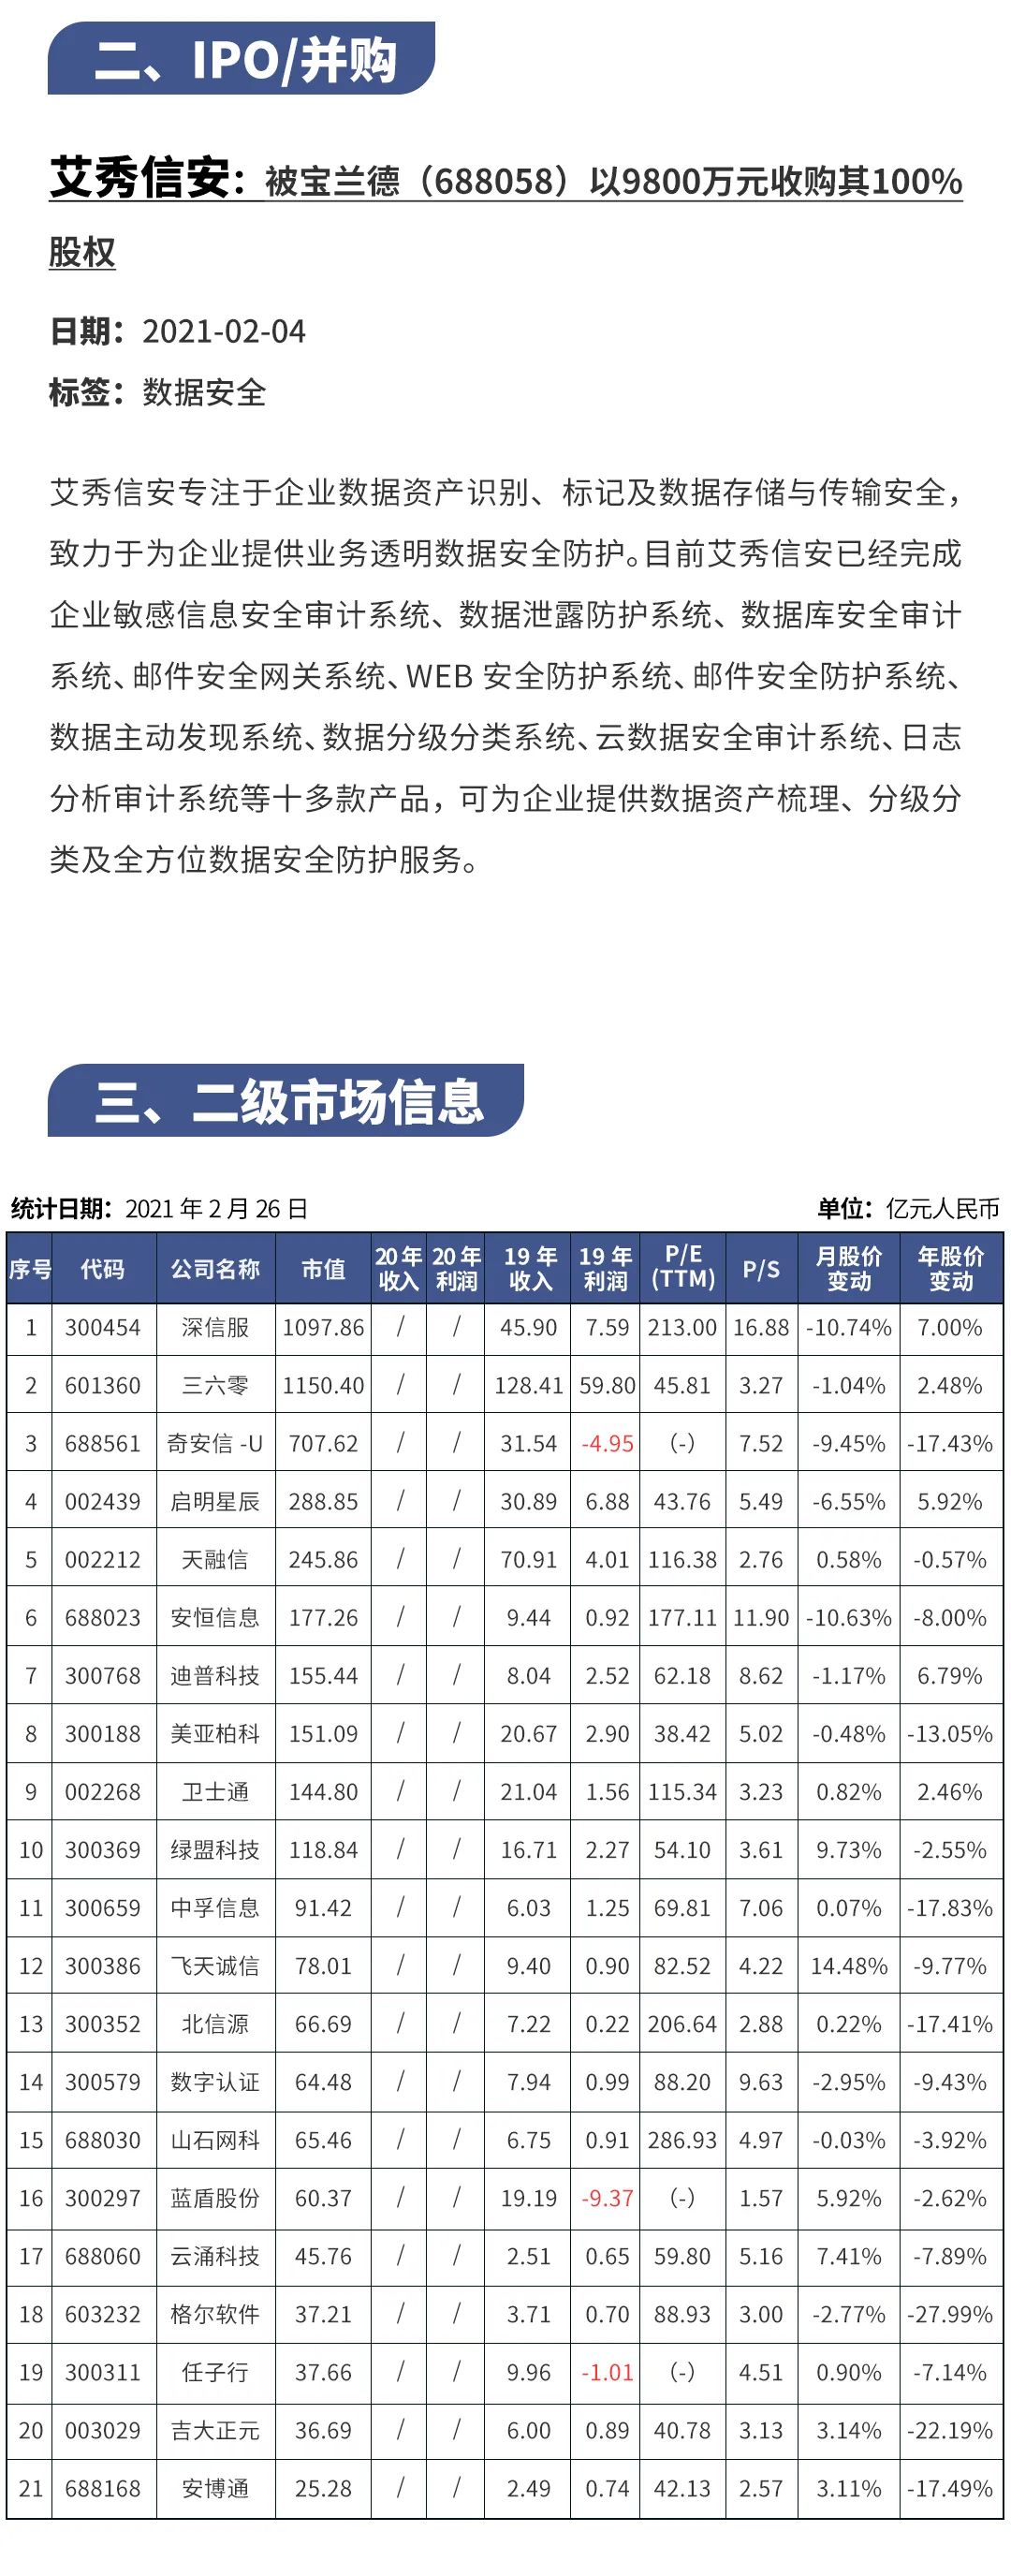 二、IPO/并购
艾秀信安：被宝兰德（688058）以9800万元收购其100%
股权
日期：2021-02-04
标签：数据安全
艾秀信安专注于企业数据资产识别、标记及数据存储与传输安全，
致力于为企业提供业务透明数据安全防护。目前艾秀信安已经完成
企业敏感信息安全审计系统、数据泄露防护系统、数据库安全审计
系统、邮件安全网关系统、WEB 安全防护系统、邮件安全防护系统、
数据主动发现系统、数据分级分类系统、云数据安全审计系统、日志
分析审计系统等十多款产品，可为企业提供数据资产梳理、分级分
类及全方位数据安全防护服务。
三、二级市场信息
统计日期：2021 年 2 月 26 日 单位：亿元人民币
序号 代码 公司名称 市值 20 年收入 20 年利润 19 年收入 19 年利润 P/E (TTM) P/S 月股价变动 年股价变动
1 300454 深信服 1097.86 / / 45.90 7.59 213.00 16.88 -10.74% 7.00%
2 601360 三六零 1150.40 / / 128.41 59.80 45.81 3.27 -1.04% 2.48%
3 688561 奇安信 -U 707.62 / / 31.54 -4.95 (-) 7.52 -9.45% -17.43%
4 002439 启明星辰 288.85 / / 30.89 6.88 43.76 5.49 -6.55% 5.92%
5 002212 天融信 245.86 / / 70.91 4.01 116.38 2.76 0.58% -0.57%
6 688023 安恒信息 177.26 / / 9.44 0.92 177.11 11.90 -10.63% -8.00%
7 300768 迪普科技 155.44 / / 8.04 2.52 62.18 8.62 -1.17% 6.79%
8 300188 美亚柏科 151.09 / / 20.67 2.90 38.42 5.02 -0.48% -13.05%
9 002268 卫士通 144.80 / / 21.04 1.56 115.34 3.23 0.82% 2.46%
10 300369 绿盟科技 118.84 / / 16.71 2.27 54.10 3.61 9.73% -2.55%
11 300659 中孚信息 91.42 / / 6.03 1.25 69.81 7.06 0.07% -17.83%
12 300386 飞天诚信 78.01 / / 9.40 0.90 82.52 4.22 14.48% -9.77%
13 300352 北信源 66.69 / / 7.22 0.22 206.64 2.88 0.22% -17.41%
14 300579 数字认证 64.48 / / 7.94 0.99 88.20 9.63 -2.95% -9.43%
15 688030 山石网科 65.46 / / 6.75 0.91 286.93 4.97 -0.03% -3.92%
16 300297 蓝盾股份 60.37 / / 19.19 -9.37 (-) 1.57 5.92% -2.62%
17 688060 云涌科技 45.76 / / 2.51 0.65 59.80 5.16 7.41% -7.89%
18 603232 格尔软件 37.21 / / 3.71 0.70 88.93 3.00 -2.77% -27.99%
19 300311 任子行 37.66 / / 9.96 -1.01 (-) 4.51 0.90% -7.14%
20 003029 吉大正元 36.69 / / 6.00 0.89 40.78 3.13 3.14% -22.19%
21 688168 安博通 25.28 / / 2.49 0.74 42.13 2.57 3.11% -17.49%